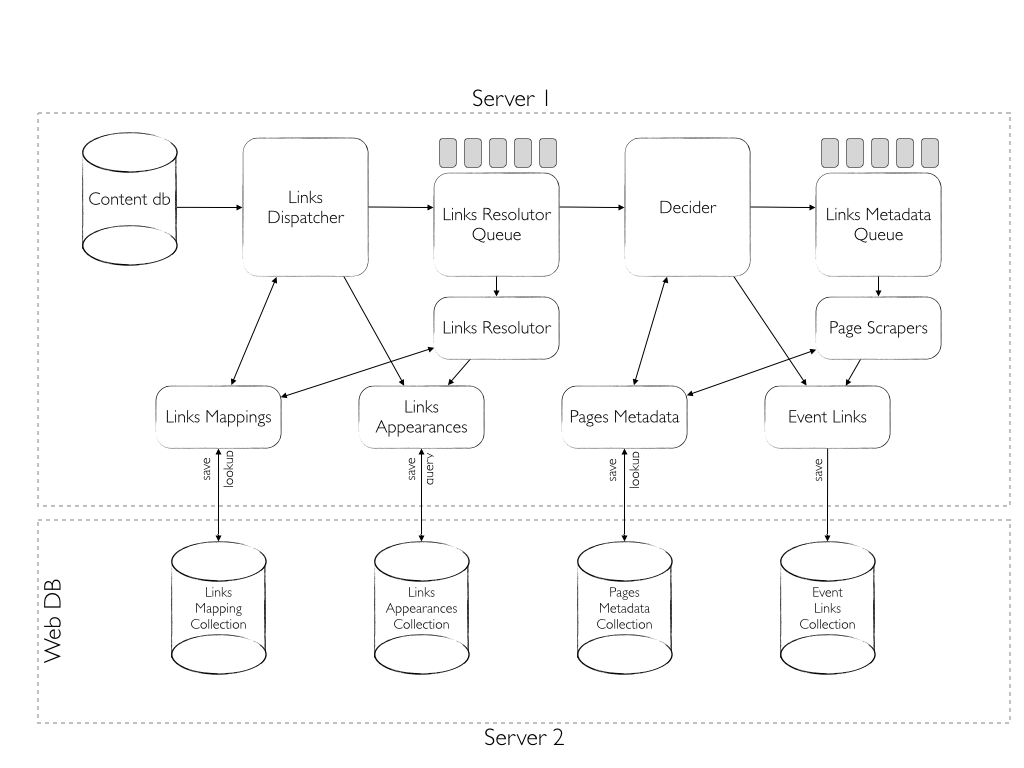 Server 1
Content db
Links
Dispatcher
Links Resolutor
Queue
Decider
Links Metadata
Queue
Links Resolutor
Page Scrapers
Links Mappings
Links
Appearances
Pages Metadata
Event Links
save
lookup
save
query
save
lookup
save
Web DB
Links
Mapping
Collection
Links
Appearances
Collection
Pages
Metadata
Collection
Event
Links
Collection
Server 2